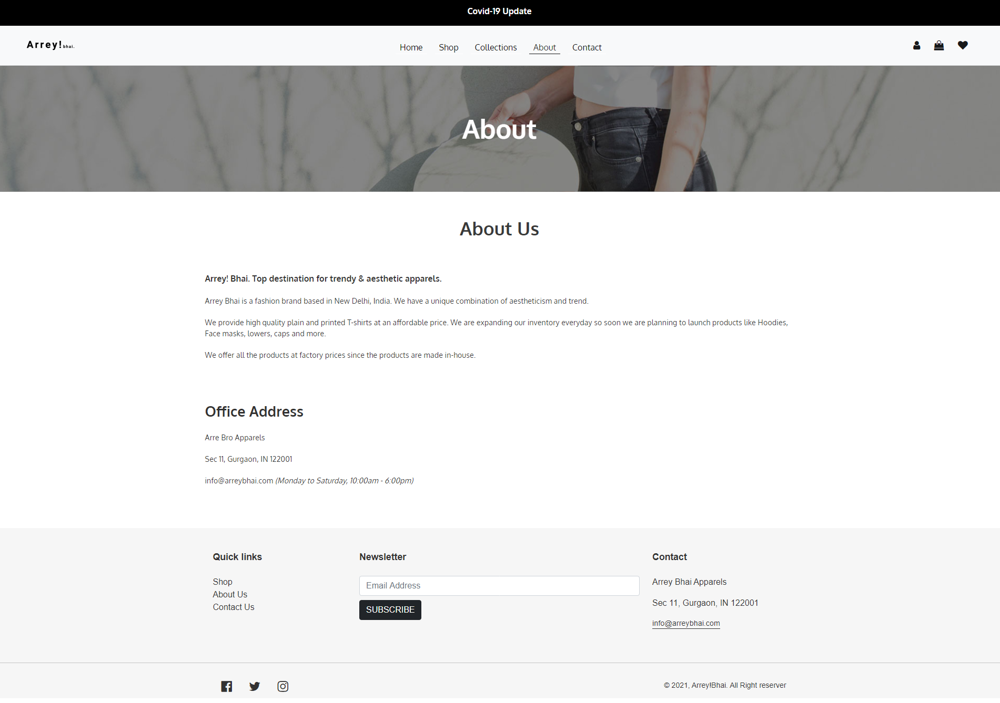 Covid-19 Update
Arrey!bhai.
Home Shop Collections About Contact
About
About Us
Arrey! Bhai. Top destination for trendy & aesthetic apparels.
Arrey Bhai is a fashion brand based in New Delhi, India. We have a unique combination of aestheticism and trend.
We provide high quality plain and printed T-shirts at an affordable price. We are expanding our inventory everyday so soon we are planning to launch products like Hoodies,
Face masks, lowers, caps and more.
We offer all the products at factory prices since the products are made in-house.
Office Address
Arre Bro Apparels
Sec 11, Gurgaon, IN 122001
info@arreybhai.com (Monday to Saturday, 10:00am - 6:00pm)
Quick links
Shop
About Us
Contact Us
Newsletter
Email Address
SUBSCRIBE
Contact
Arrey Bhai Apparels
Sec 11, Gurgaon, IN 122001
info@arreybhai.com
© 2021, Arrey!Bhai. All Right reserver